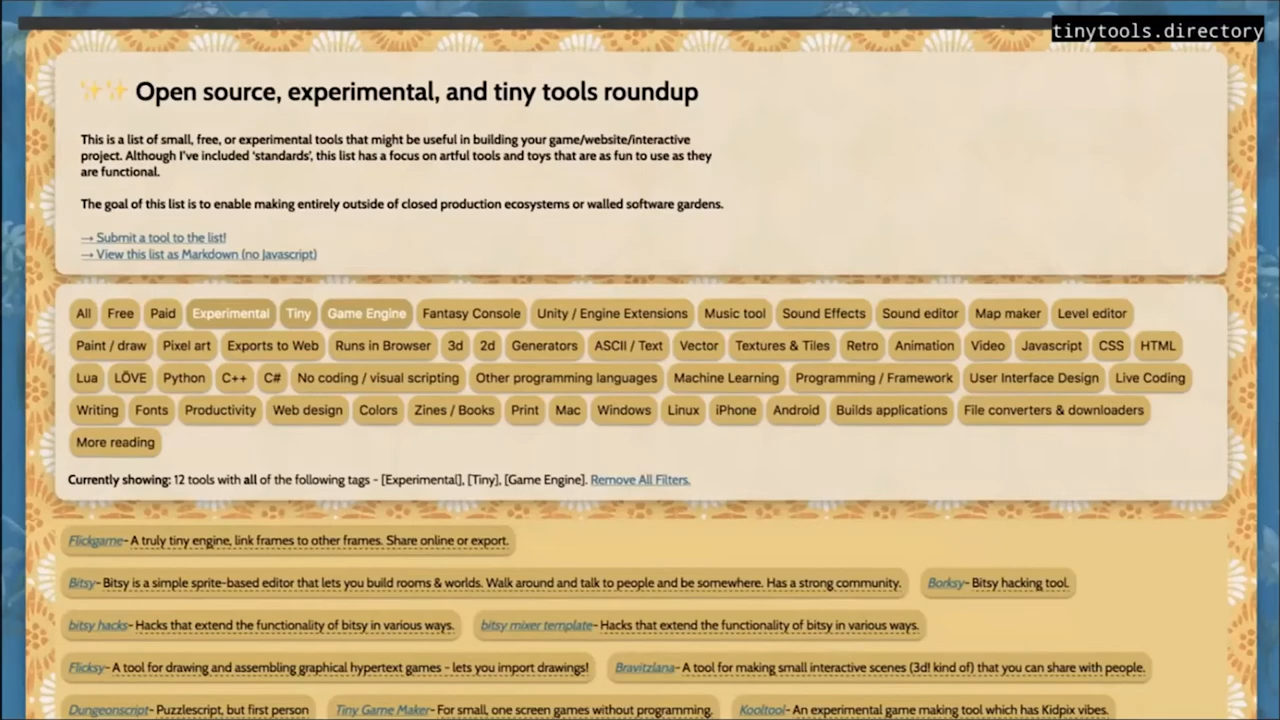 tinytools.directory
✨✨ Open source, experimental, and tiny tools roundup
This is a list of small, free, or experimental tools that might be useful in building your game/website/interactive
project. Although I've included 'standards', this list has a focus on artful tools and toys that are as fun to use as they
are functional.
The goal of this list is to enable making entirely outside of closed production ecosystems or walled software gardens.
→ Submit a tool to the list!
→ View this list as Markdown (no Javascript)
All Free Paid Experimental Tiny Game Engine Fantasy Console Unity / Engine Extensions Music tool Sound Effects Sound editor Map maker Level editor
Paint / draw Pixel art Exports to Web Runs in Browser 3d 2d Generators ASCII / Text Vector Textures & Tiles Retro Animation Video Javascript CSS HTML
Lua LÖVE Python C++ C# No coding / visual scripting Other programming languages Machine Learning Programming / Framework User Interface Design Live Coding
Writing Fonts Productivity Web design Colors Zines / Books Print Mac Windows Linux iPhone Android Builds applications File converters & downloaders
More reading
Currently showing: 12 tools with all of the following tags - [Experimental], [Tiny], [Game Engine]. Remove All Filters.
Flickgame- A truly tiny engine, link frames to other frames. Share online or export.
Bitsy- Bitsy is a simple sprite-based editor that lets you build rooms & worlds. Walk around and talk to people and be somewhere. Has a strong community. Borksy- Bitsy hacking tool.
bitsy hacks- Hacks that extend the functionality of bitsy in various ways. bitsy mixer template- Hacks that extend the functionality of bitsy in various ways.
Flicksy- A tool for drawing and assembling graphical hypertext games - lets you import drawings! Bravitzlana- A tool for making small interactive scenes (3d! kind of) that you can share with people.
Dungeonscript- Puzzlescript, but first person Tiny Game Maker- For small, one screen games without programming. Kooltool- An experimental game making tool which has Kidpix vibes.